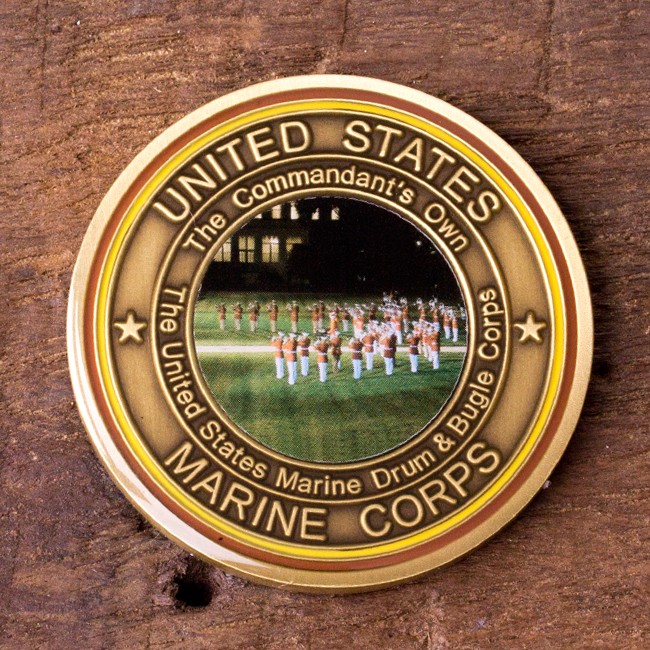 UNITED STATES
The Commandant's Own
The United States Marine Drum & Bugle Corps
MARINE CORPS